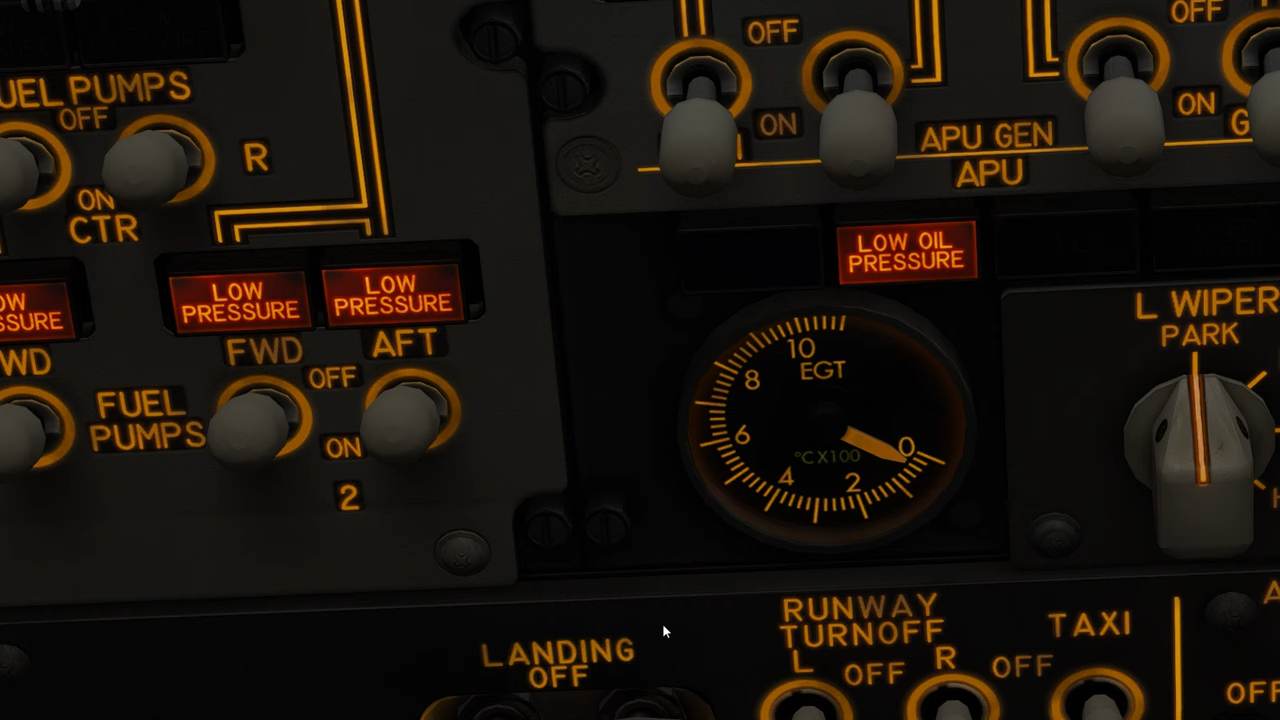 UEL PUMPS
OFF
R
ON
CTR
OW
SSURE
WD
LOW
PRESSURE
FWD
LOW
PRESSURE
AFT
OFF
FUEL
PUMPS
ON
2
OFF
ON
APU GEN
APU
OFF
ON
G
LOW OIL
PRESSURE
10
EGT
8
6
°C X100
0
4
2
L WIPER
PARK
LANDING
OFF
RUNWAY
TURNOFF
L
OFF
R
OFF
TAXI
A
OFF